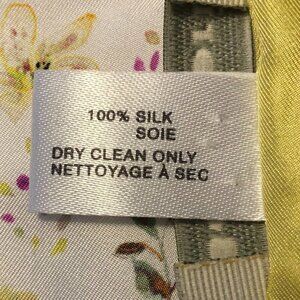 100% SILK
SOIE
DRY CLEAN ONLY
NETTOYAGE À SEC